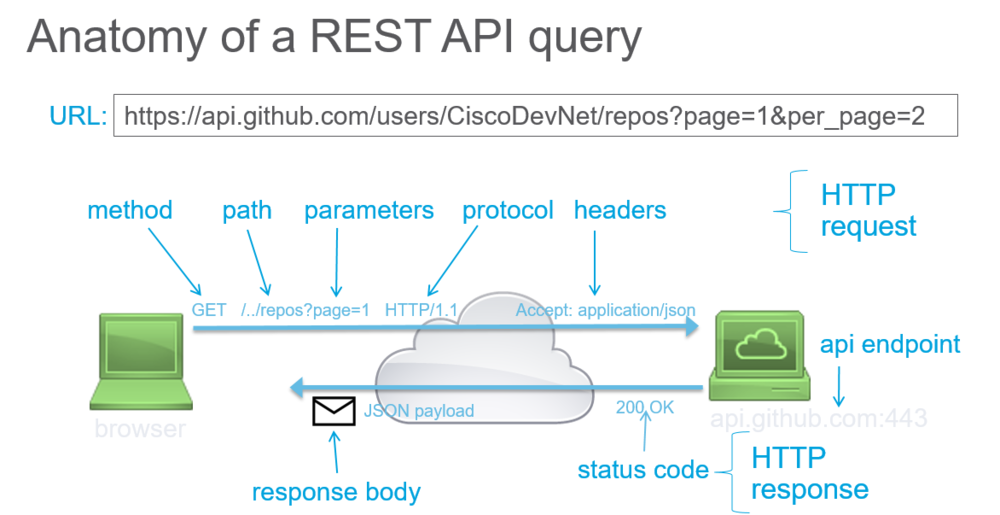 Anatomy of a REST API query
URL: https://api.github.com/users/CiscoDevNet/repos?page=1&per_page=2
method path parameters protocol headers
HTTP
request
GET /../repos?page=1 HTTP/1.1 Accept: application/json
api endpoint
JSON payload 200 OK
api.github.com:443
browser
status code
HTTP
response
response body